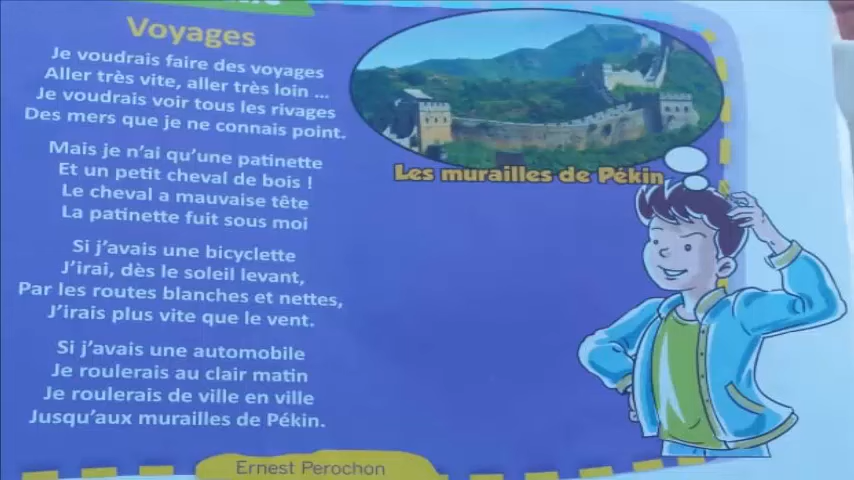 Voyages
Je voudrais faire des voyages
Aller très vite, aller très loin ...
Je voudrais voir tous les rivages
Des mers que je ne connais point.
Mais je n'ai qu'une patinette
Et un petit cheval de bois !
Le cheval a mauvaise tête
La patinette fuit sous moi
Si j'avais une bicyclette
J'irai, dès le soleil levant,
Par les routes blanches et nettes,
J'irais plus vite que le vent.
Si j'avais une automobile
Je roulerais au clair matin
Je roulerais de ville en ville
Jusqu'aux murailles de Pékin.
Ernest Perochon
Les murailles de Pékin